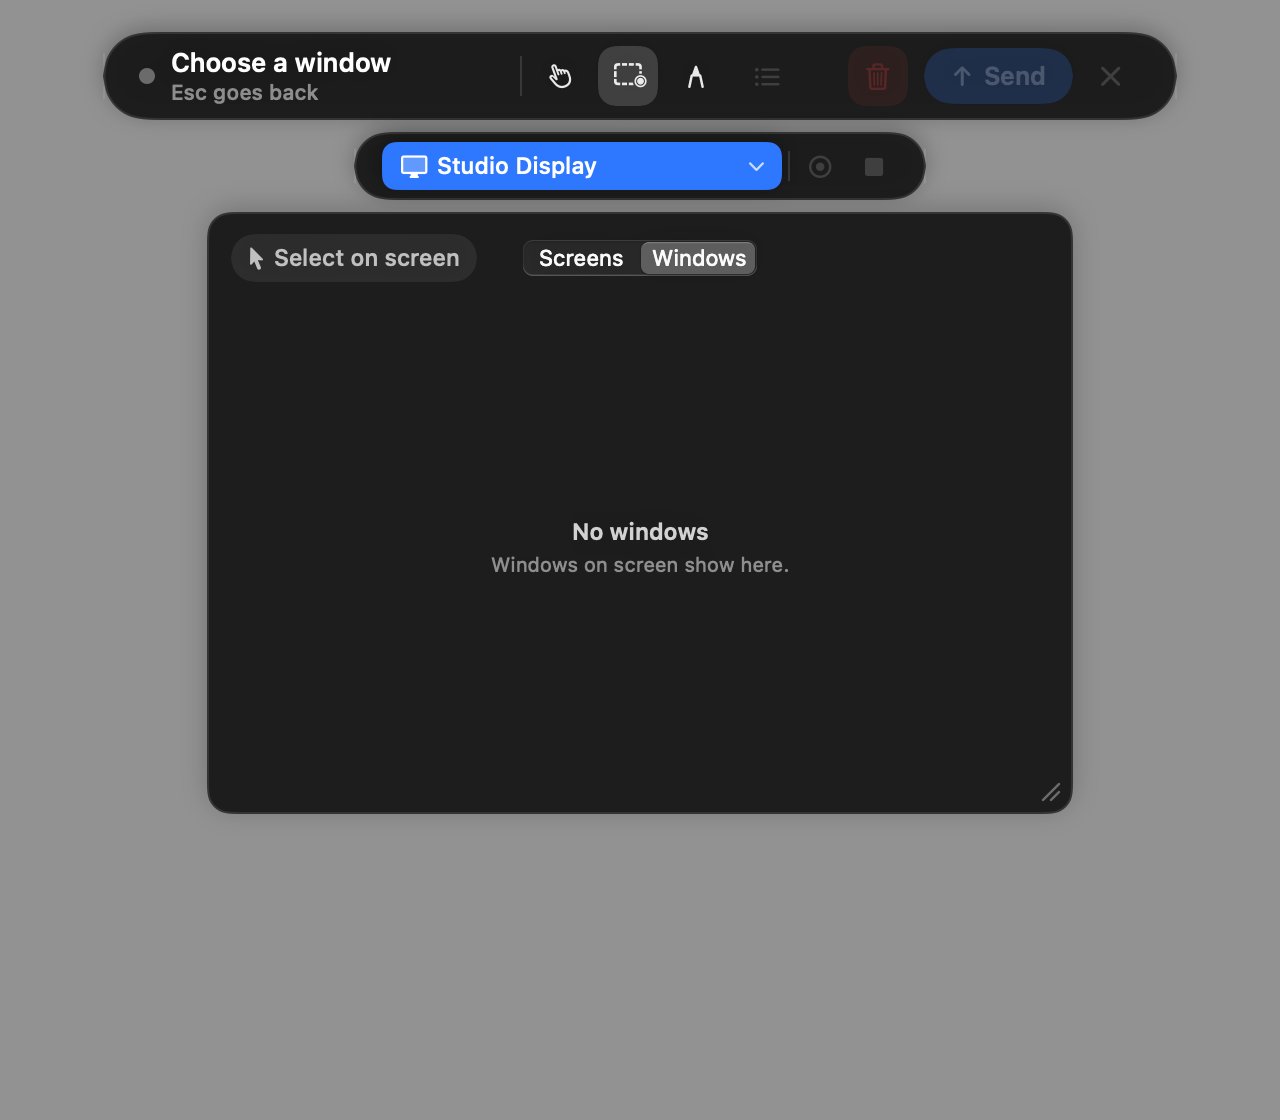 Choose a window
Esc goes back
Send
Studio Display
Select on screen
Screens
Windows
No windows
Windows on screen show here.